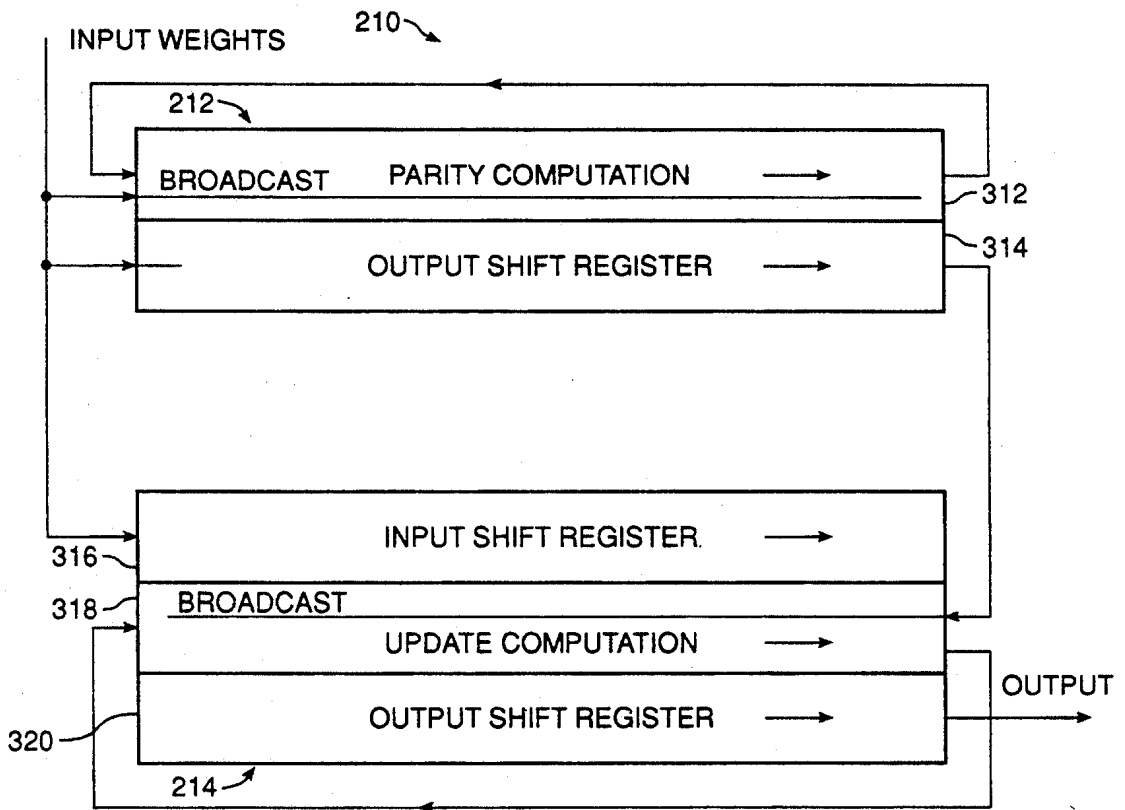 210
INPUT WEIGHTS
212
BROADCAST
PARITY COMPUTATION
312
314
OUTPUT SHIFT REGISTER
INPUT SHIFT REGISTER.
316
318
BROADCAST
UPDATE COMPUTATION
OUTPUT
OUTPUT SHIFT REGISTER
320
214